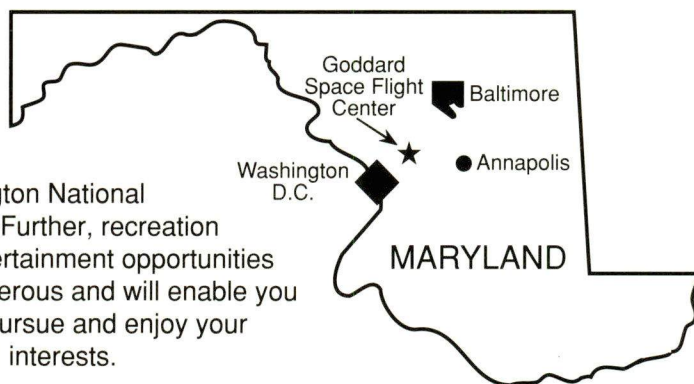 Goddard
Space Flight
Center
Baltimore
Washington
D.C.
Annapolis
MARYLAND
National
Further, recreation
opportunities
and will enable you
and enjoy your
interests.